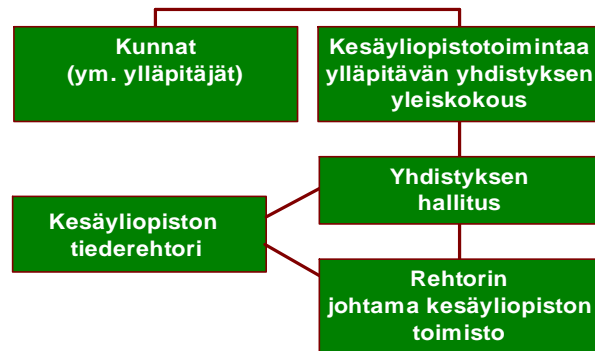 Kunnat
(ym. ylläpitäjät)
Kesäyliopistotoimintaa
ylläpitävän yhdistyksen
yleiskokous
Yhdistyksen
hallitus
Kesäyliopiston
tiederehtori
Rehtorin
johtama kesäyliopiston
toimisto